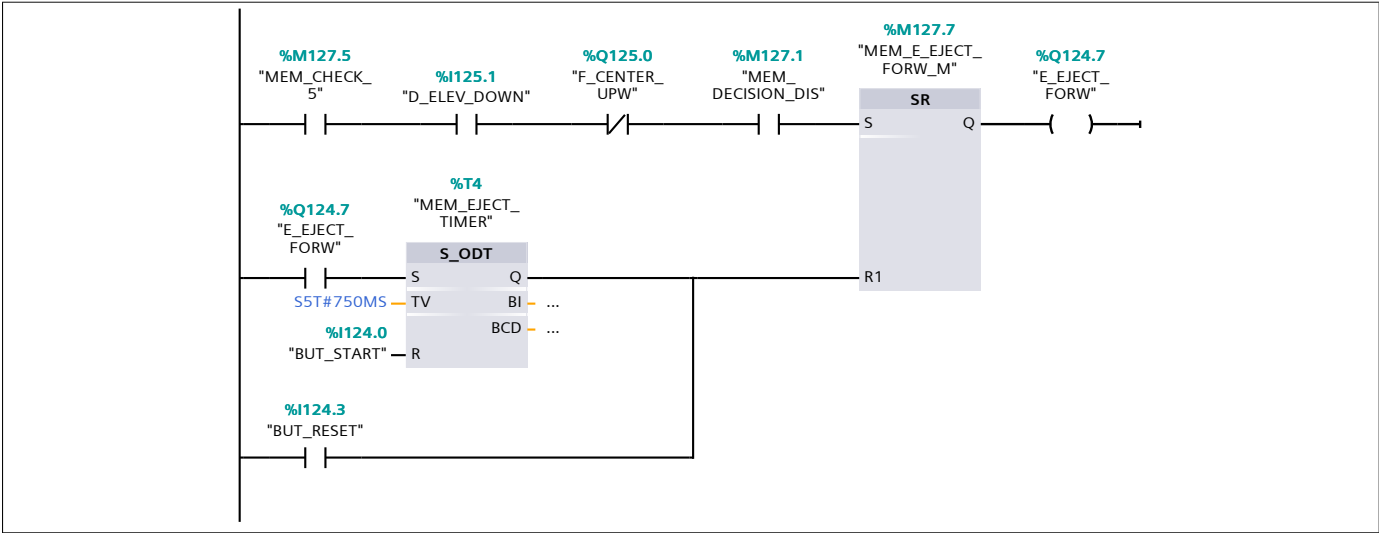 %M127.5
"MEM_CHECK_
5"
%I125.1
"D_ELEV_DOWN"
%Q125.0
"F_CENTER_
UPW"
%M127.1
"MEM_
DECISION_DIS"
%M127.7
"MEM_E_EJECT_
FORW_M"
SR
S Q
R1
%Q124.7
"E_EJECT_
FORW"
%Q124.7
"E_EJECT_
FORW"
%T4
"MEM_EJECT_
TIMER"
S_ODT
S Q
S5T#750MS TV BI ...
BCD ...
%I124.0
"BUT_START" R
%I124.3
"BUT_RESET"